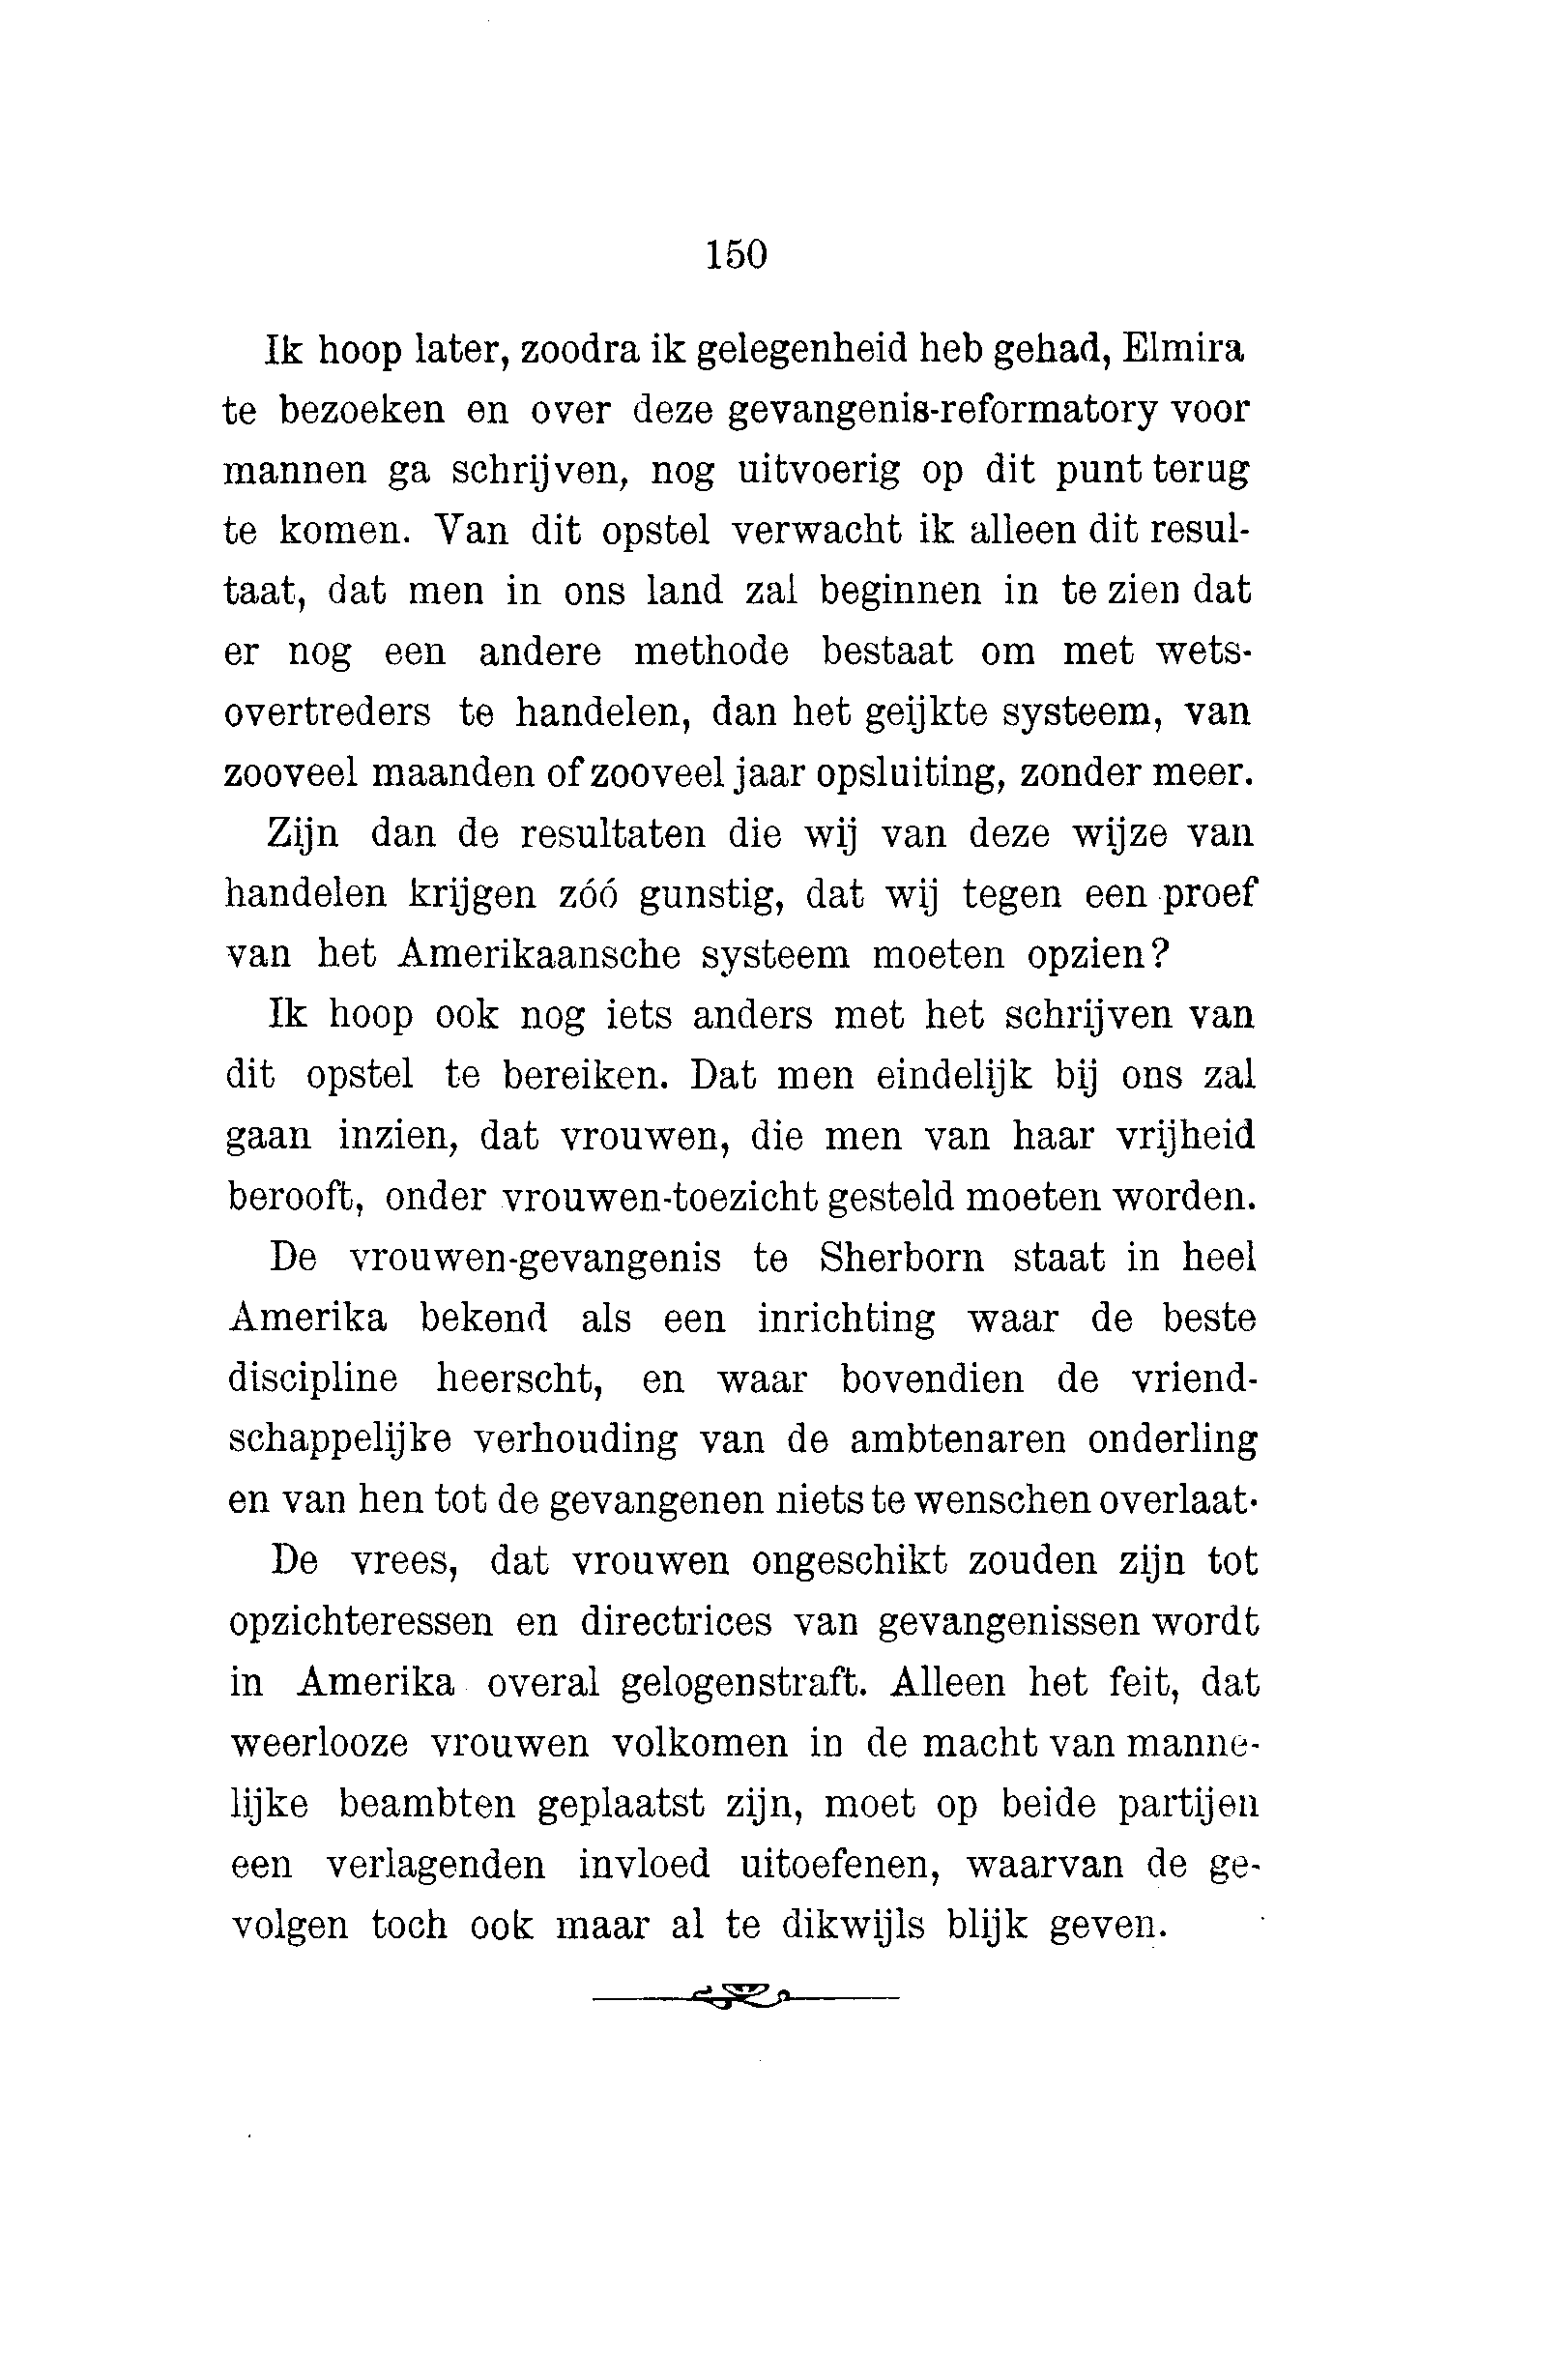 150
Ik hoop later, zoodra ik gelegenheid heb gehad, Elmira
te bezoeken en over deze gevangenis-reformatory voor
mannen ga schrijven, nog uitvoerig op dit punt terug
te komen. Van dit opstel verwacht ik alleen dit resul-
taat, dat men in ons land zal beginnen in te zien dat
er nog een andere methode bestaat om met wets-
overtreders te handelen, dan het geijkte systeem, van
zooveel maanden of zooveel jaar opsluiting, zonder meer.
Zijn dan de resultaten die wij van deze wijze van
handelen krijgen zóó gunstig, dat wij tegen een proef
van het Amerikaansche systeem moeten opzien?
Ik hoop ook nog iets anders met het schrijven van
dit opstel te bereiken. Dat men eindelijk bij ons zal
gaan inzien, dat vrouwen, die men van haar vrijheid
berooft, onder vrouwen-toezicht gesteld moeten worden.
De vrouwen-gevangenis te Sherborn staat in heel
Amerika bekend als een inrichting waar de beste
discipline heerscht, en waar bovendien de vriend-
schappelijke verhouding van de ambtenaren onderling
en van hen tot de gevangenen niets te wenschen overlaat.
De vrees, dat vrouwen ongeschikt zouden zijn tot
opzichteressen en directrices van gevangenissen wordt
in Amerika overal gelogenstraft. Alleen het feit, dat
weerlooze vrouwen volkomen in de macht van manne-
lijke beambten geplaatst zijn, moet op beide partijen
een verlagenden invloed uitoefenen, waarvan de ge-
volgen toch ook maar al te dikwijls blijk geven.